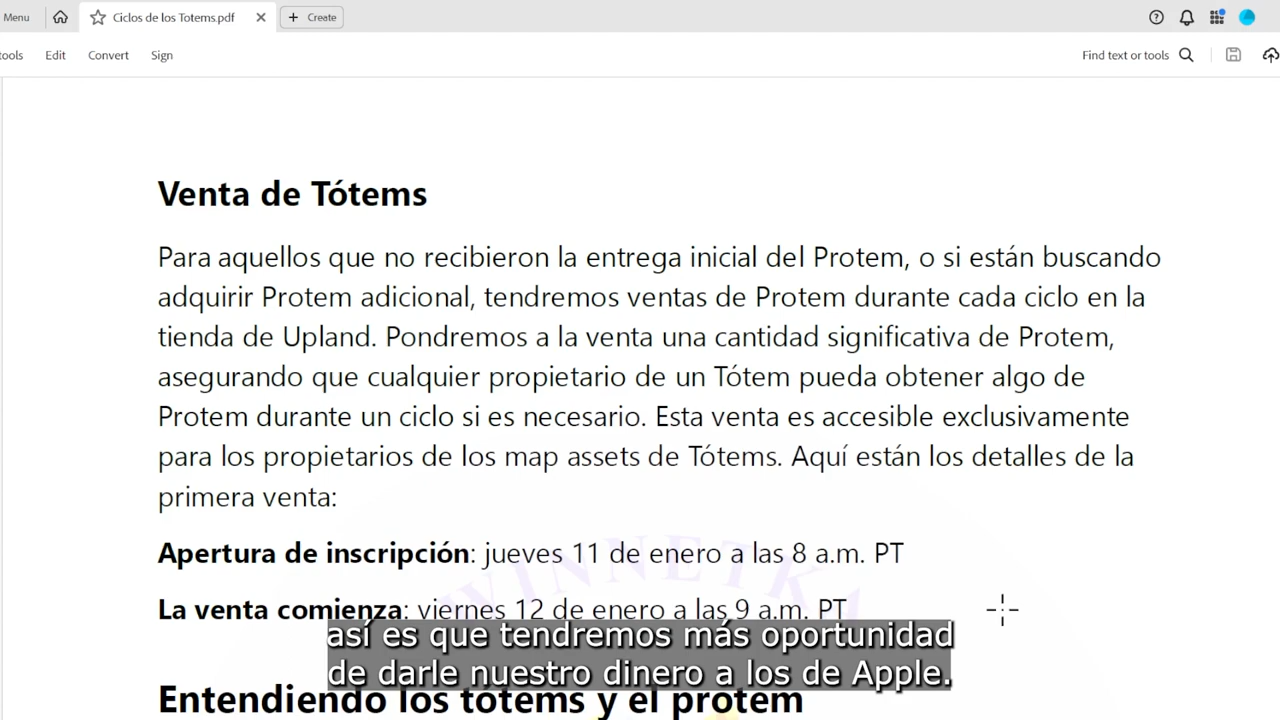 Menu
Ciclos de los Totems.pdf
Create
tools
Edit
Convert
Sign
Find text or tools
Venta de Tótems
Para aquellos que no recibieron la entrega inicial del Protem, o si están buscando
adquirir Protem adicional, tendremos ventas de Protem durante cada ciclo en la
tienda de Upland. Pondremos a la venta una cantidad significativa de Protem,
asegurando que cualquier propietario de un Tótem pueda obtener algo de
Protem durante un ciclo si es necesario. Esta venta es accesible exclusivamente
para los propietarios de los map assets de Tótems. Aquí están los detalles de la
primera venta:
Apertura de inscripción: jueves 11 de enero a las 8 a.m. PT
WINNETKA
La venta comienza: viernes 12 de enero a las 9 a.m. PT
así es que tendremos más oportunidad
de darle nuestro dinero a los de Apple.
Entendiendo los tótems y el protem